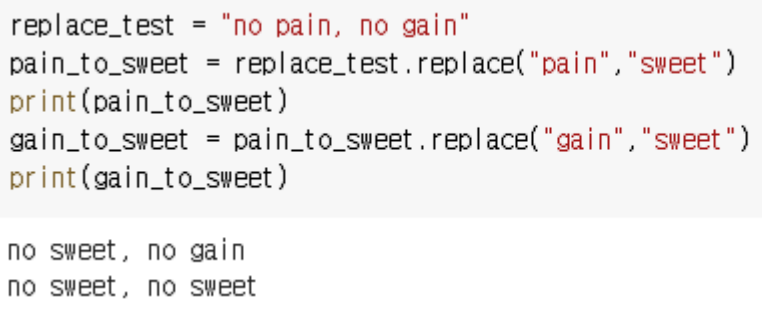 replace_test = "no pain, no gain"
pain_to_sweet = replace_test.replace("pain","sweet")
print(pain_to_sweet)
gain_to_sweet = pain_to_sweet.replace("gain","sweet")
print(gain_to_sweet)
no sweet, no gain
no sweet, no sweet